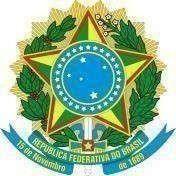 REPÚBLICA FEDERATIVA DO BRASIL
15 de Novembro de 1889